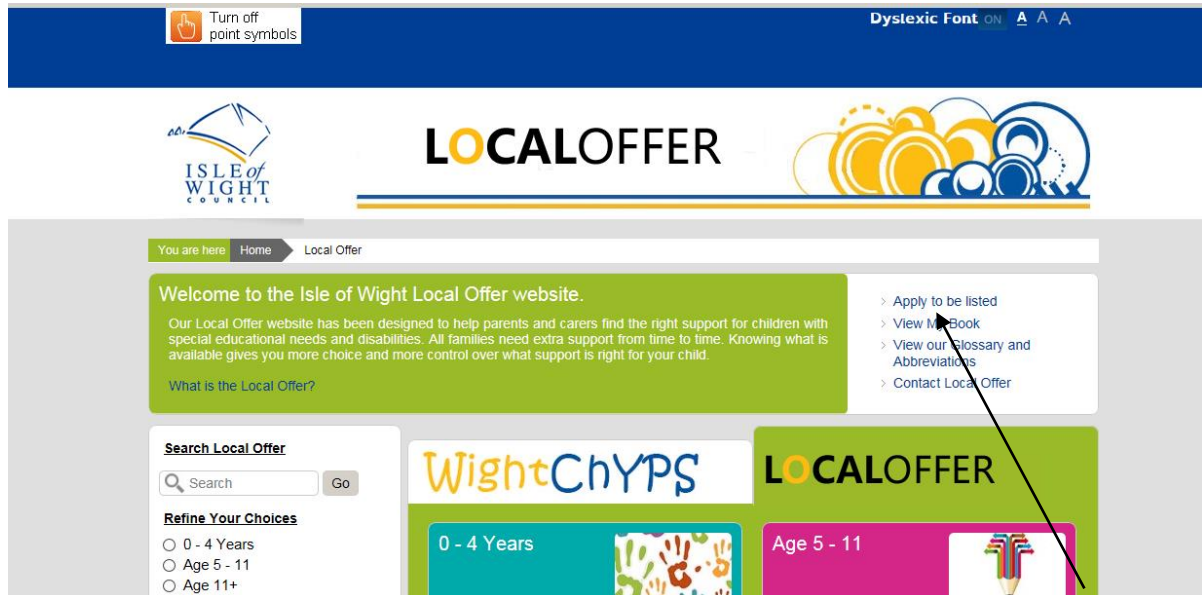 Turn off
point symbols
Dyslexic Font ON A A A
ISLE of
WIGHT
COUNCIL
LOCALOFFER
You are here Home Local Offer
Welcome to the Isle of Wight Local Offer website.
Our Local Offer website has been designed to help parents and carers find the right support for children with
special educational needs and disabilities. All families need extra support from time to time. Knowing what is
available gives you more choice and more control over what support is right for your child.
What is the Local Offer?
Apply to be listed
View My Book
View our Glossary and
Abbreviations
Contact Local Offer
Search Local Offer
Search Go
Refine Your Choices
0 - 4 Years
Age 5 - 11
Age 11+
WightChYPS
LOCALOFFER
0 - 4 Years
Age 5 - 11